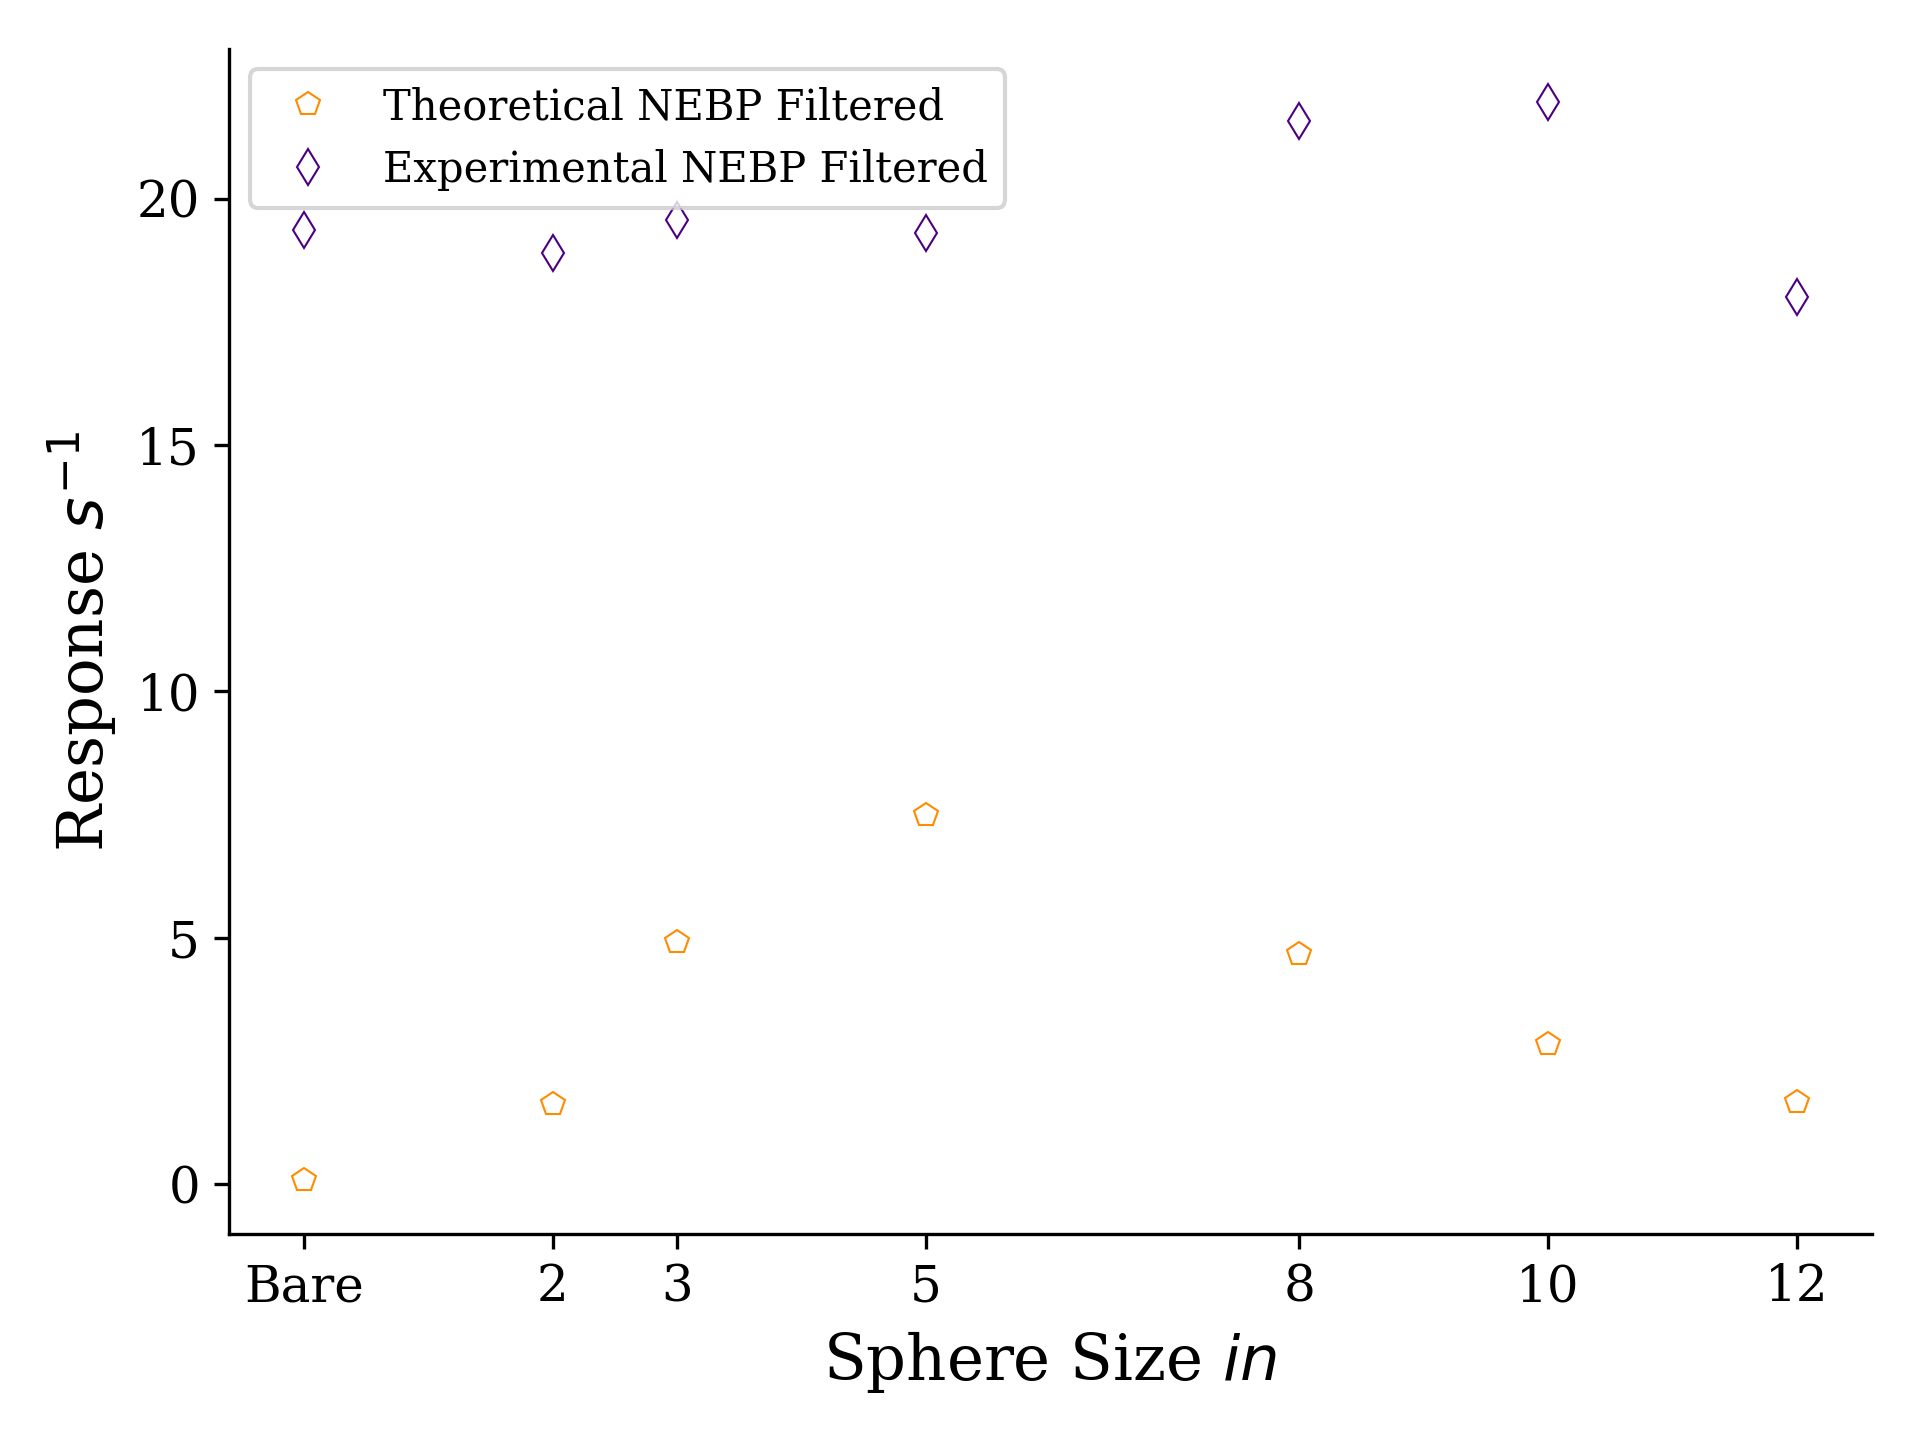 Theoretical NEBP Filtered
Experimental NEBP Filtered
20
15
10
5
0
Response s⁻¹
Bare 2 3 5 8 10 12
Sphere Size in